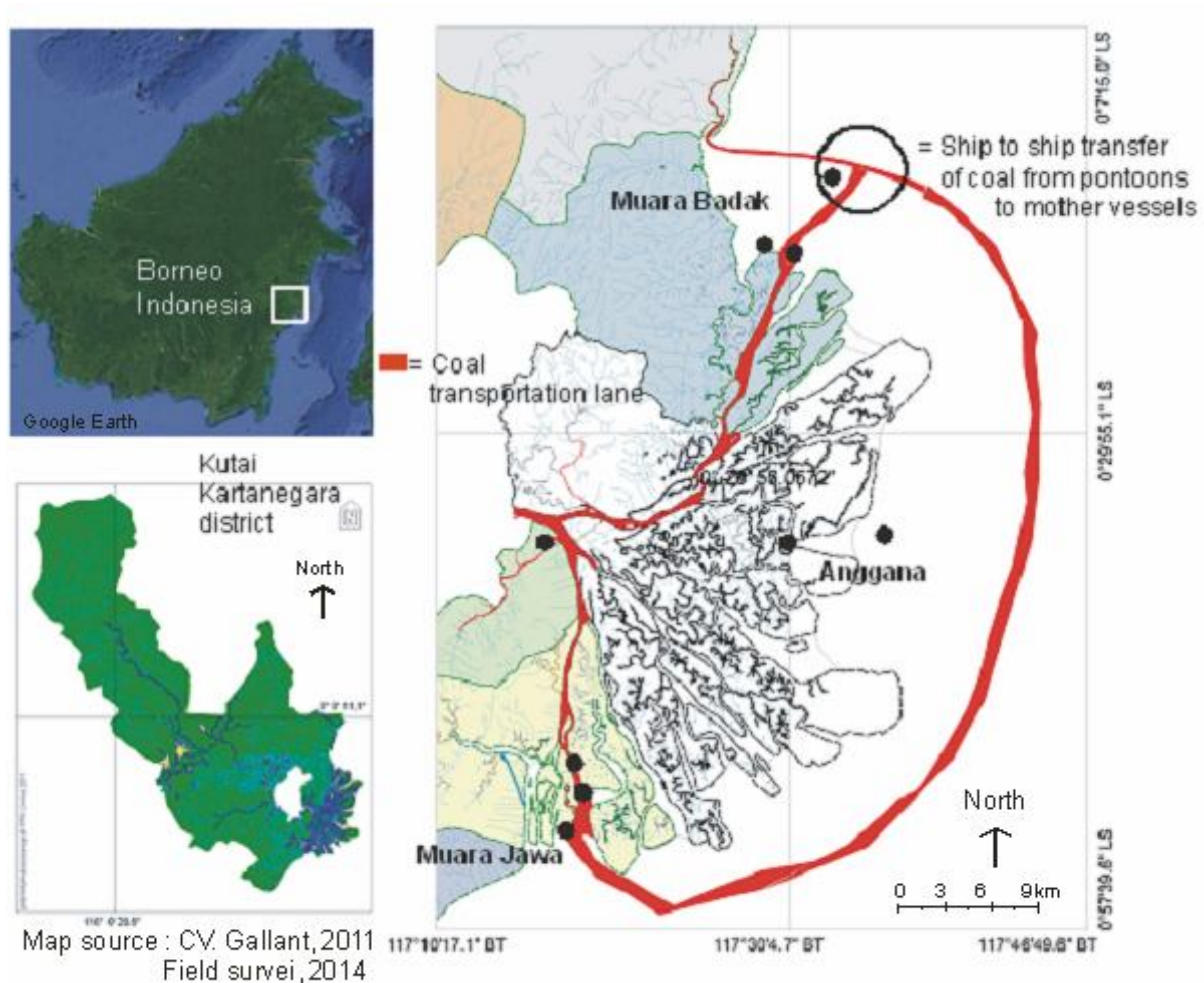 Borneo
Indonesia
Google Earth
= Coal
transportation lane
Kutai
Kartanegara
district
North
Map source : CV. Gallant, 2011
Field survei, 2014
Muara Badak
= Ship to ship transfer
of coal from pontoons
to mother vessels
Anggana
Muara Jawa
North
0 3 6 9km
0°7'15.0" LS
0°29'55.1" LS
0°57'39.6" LS
117°10'17.1" BT
117°30'4.7" BT
117°46'49.6" BT